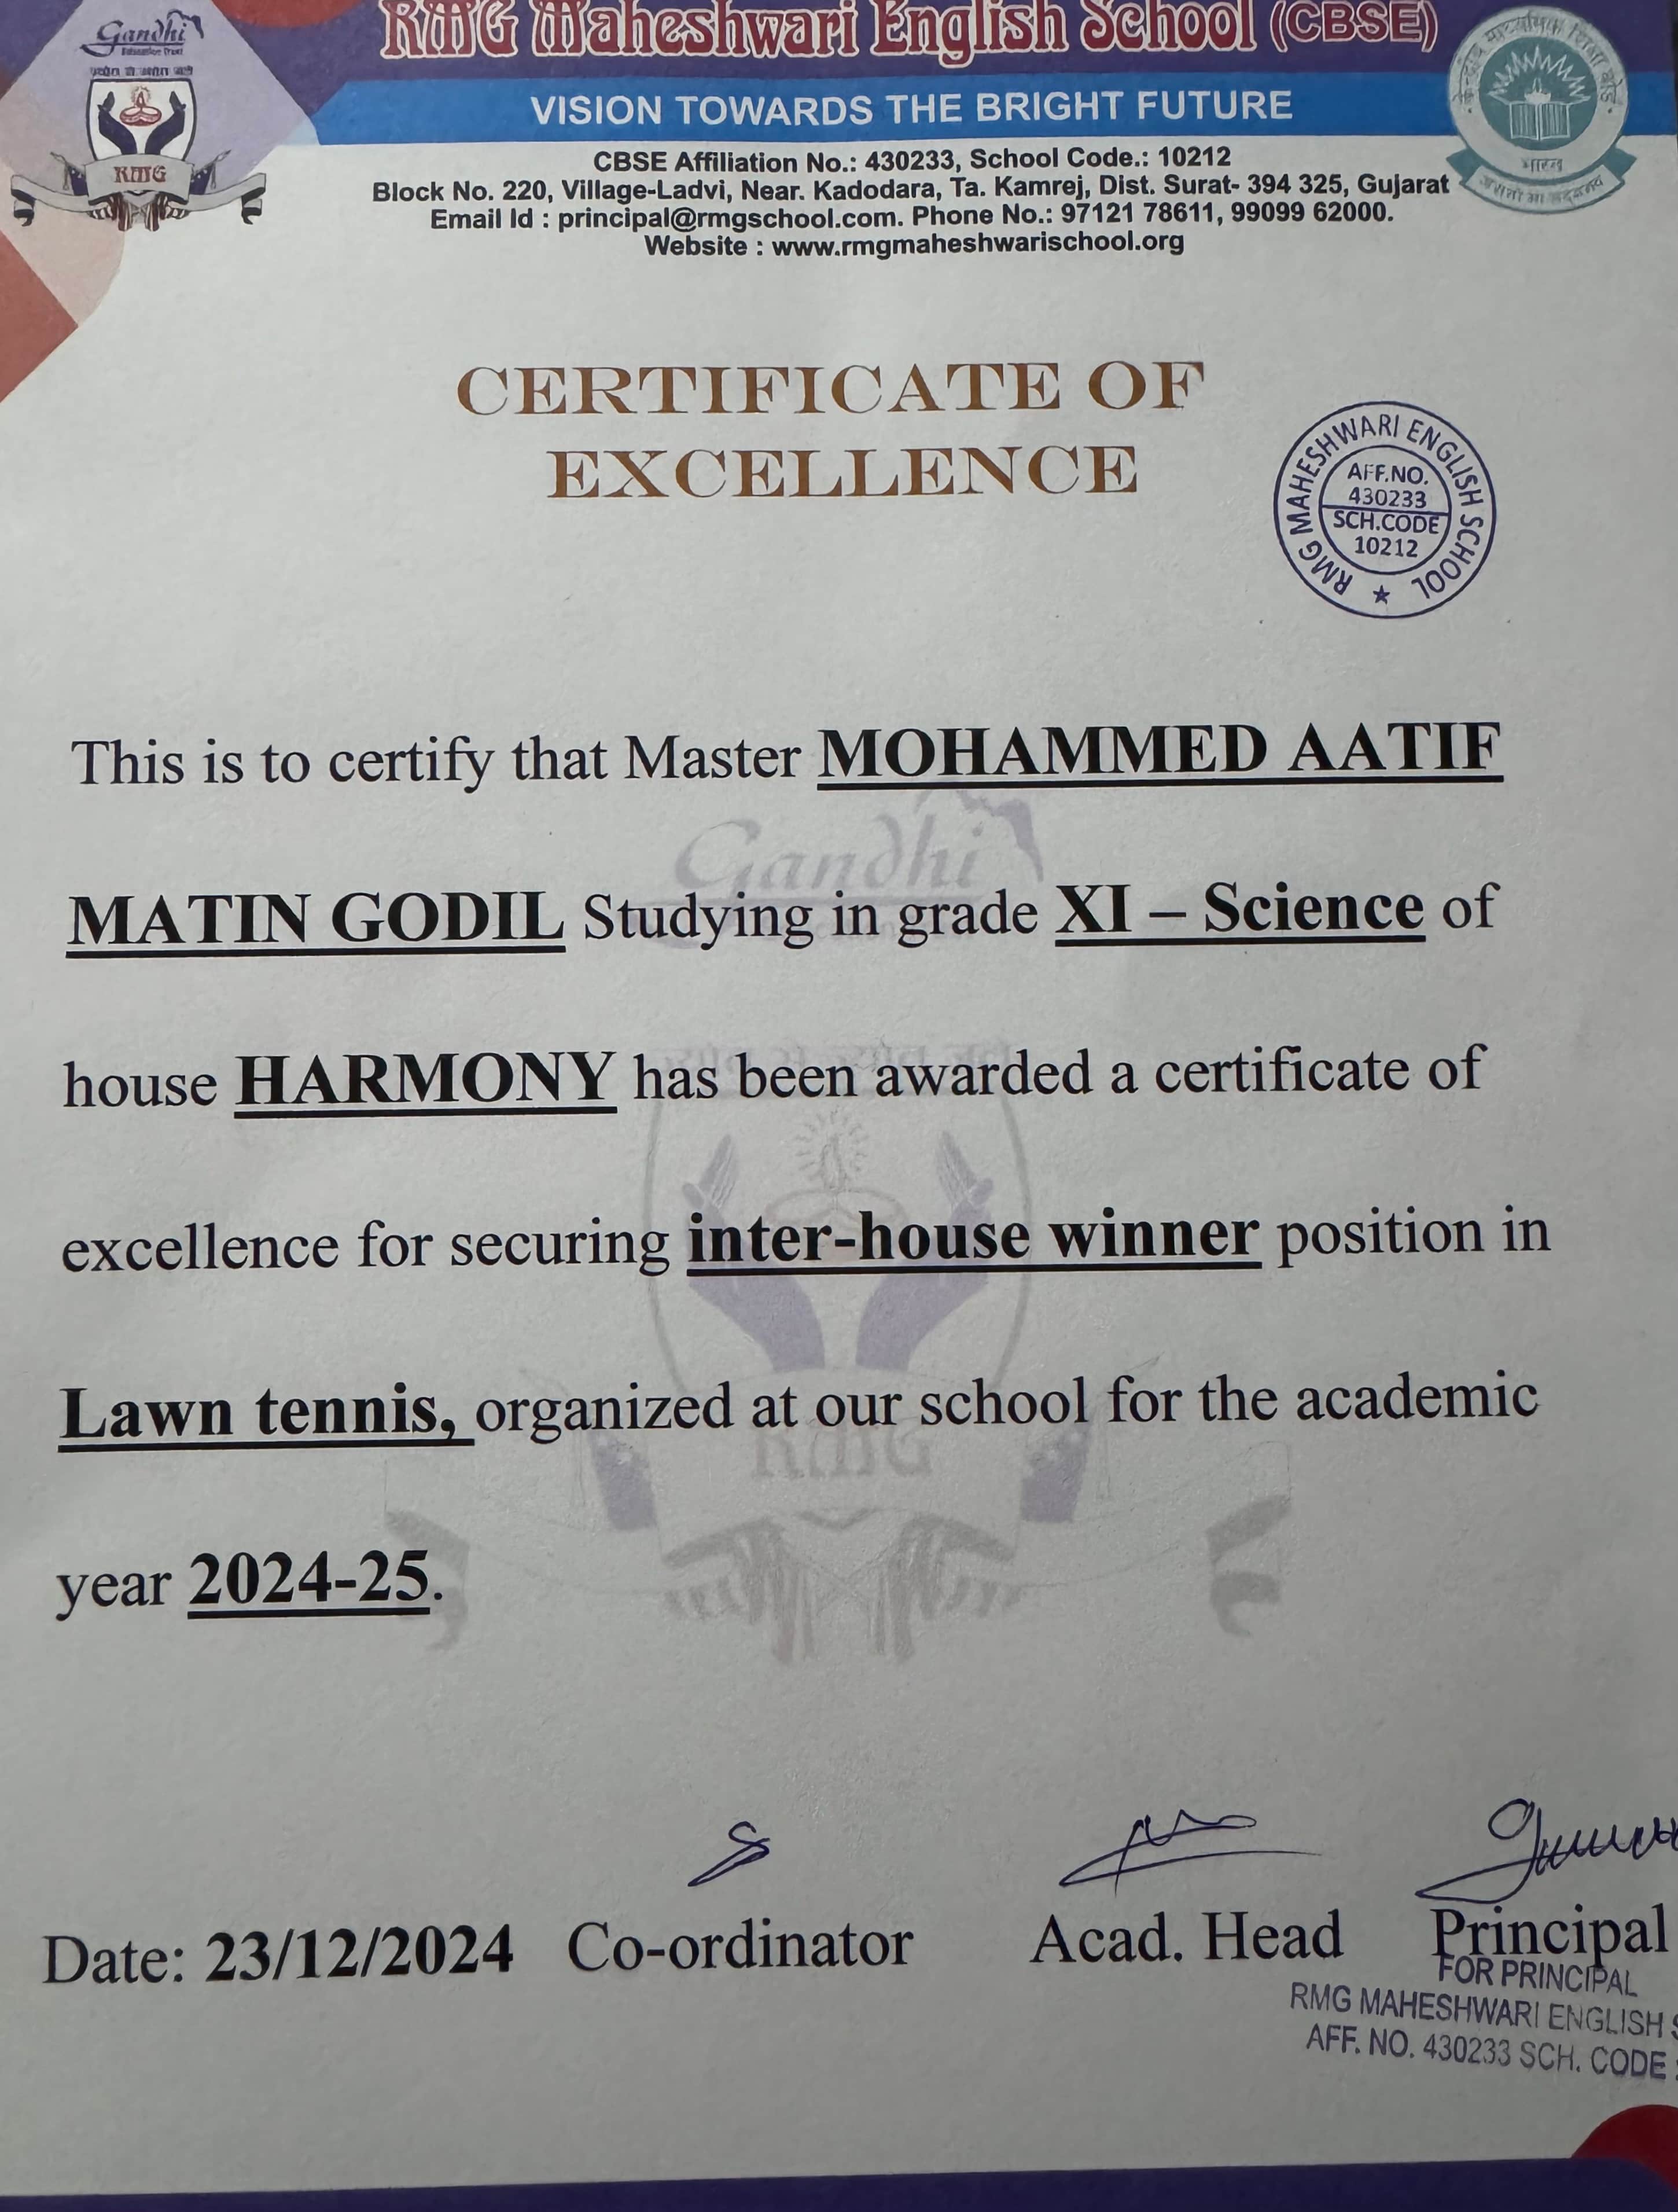 Gandhi
Education Trust
RMG Maheshwari English School (CBSE)
VISION TOWARDS THE BRIGHT FUTURE
RMG
भारत
CBSE Affiliation No.: 430233, School Code.: 10212
Block No. 220, Village-Ladvi, Near. Kadodara, Ta. Kamrej, Dist. Surat- 394 325, Gujarat
Email Id : principal@rmgschool.com. Phone No.: 97121 78611, 99099 62000.
Website : www.rmgmaheshwarischool.org
CERTIFICATE OF
EXCELLENCE
RMG MAHESHWARI ENGLISH SCHOOL
AFF.NO.
430233
SCH.CODE
10212
This is to certify that Master MOHAMMED AATIF
Gandhi
MATIN GODIL Studying in grade XI – Science of
house HARMONY has been awarded a certificate of
excellence for securing inter-house winner position in
Lawn tennis, organized at our school for the academic
RMG
year 2024-25.
Date: 23/12/2024 Co-ordinator Acad. Head Principal
FOR PRINCIPAL
RMG MAHESHWARI ENGLISH
AFF. NO. 430233 SCH. CODE